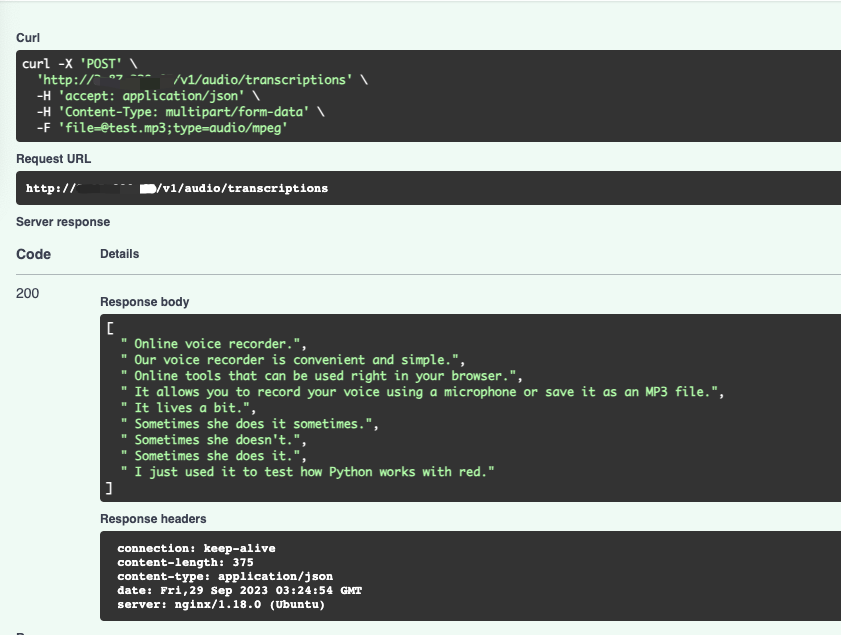 Curl
curl -X 'POST' \
'http:// /v1/audio/transcriptions' \
-H 'accept: application/json' \
-H 'Content-Type: multipart/form-data' \
-F 'file=@test.mp3;type=audio/mpeg'
Request URL
http:// /v1/audio/transcriptions
Server response
Code Details
200
Response body
[
" Online voice recorder.",
" Our voice recorder is convenient and simple.",
" Online tools that can be used right in your browser.",
" It allows you to record your voice using a microphone or save it as an MP3 file.",
" It lives a bit.",
" Sometimes she does it sometimes.",
" Sometimes she doesn't.",
" Sometimes she does it.",
" I just used it to test how Python works with red."
]
Response headers
connection: keep-alive
content-length: 375
content-type: application/json
date: Fri,29 Sep 2023 03:24:54 GMT
server: nginx/1.18.0 (Ubuntu)